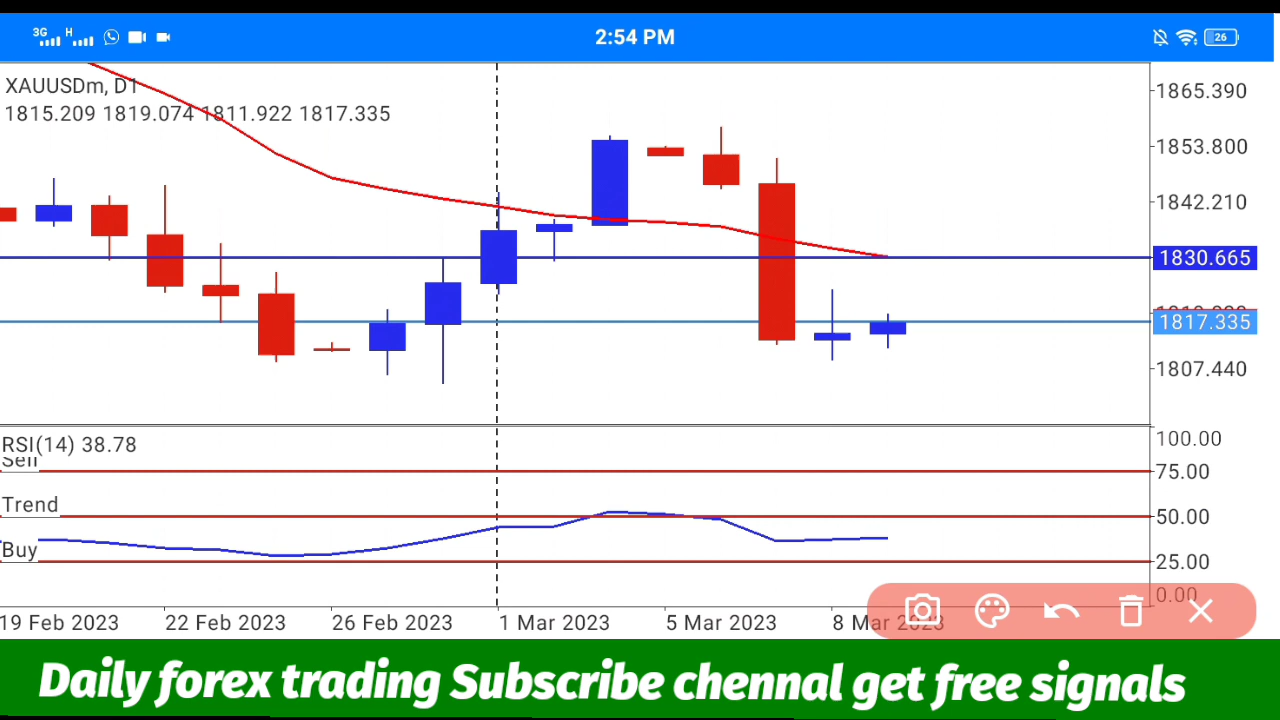 3G H 2:54 PM 26
XAUUSDm, D1
1815.209 1819.074 1811.922 1817.335
1865.390
1853.800
1842.210
1830.665
1817.335
1807.440
RSI(14) 38.78
100.00
Sell
75.00
Trend
50.00
Buy
25.00
0.00
19 Feb 2023 22 Feb 2023 26 Feb 2023 1 Mar 2023 5 Mar 2023 8 Mar 2023
Daily forex trading Subscribe chennal get free signals